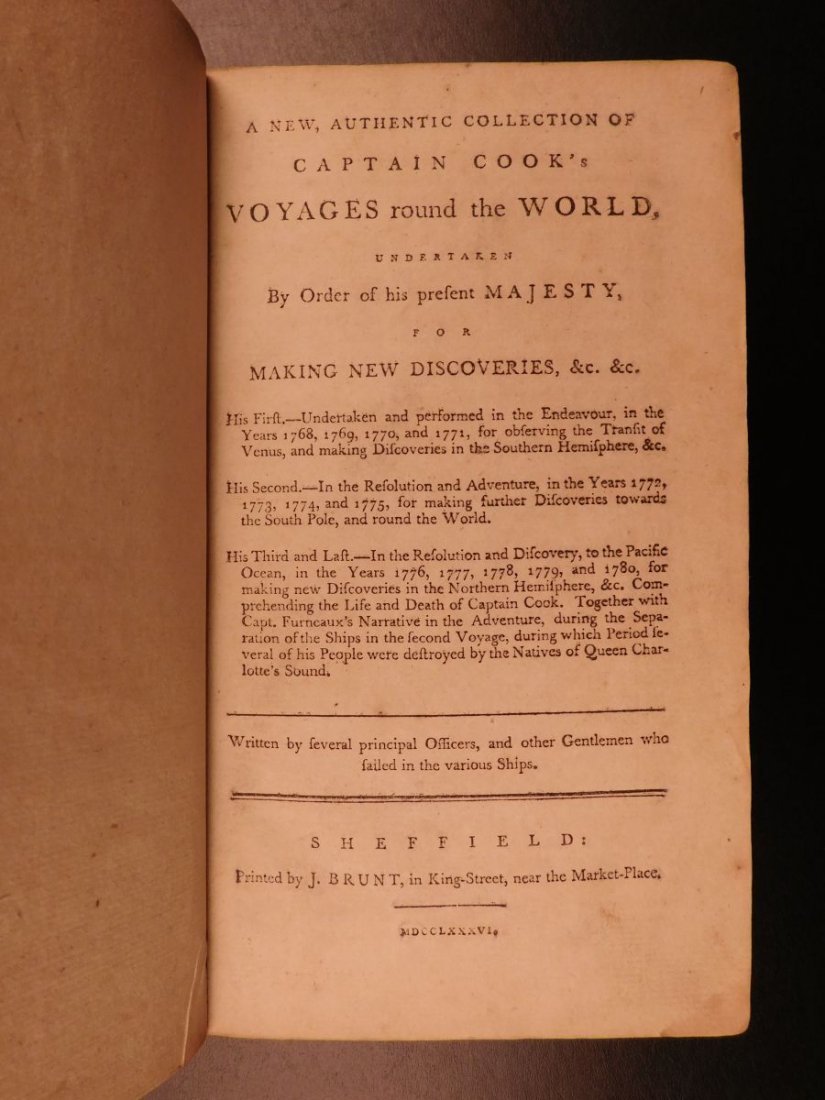 A NEW, AUTHENTIC COLLECTION OF
CAPTAIN COOK's
VOYAGES round the WORLD,
UNDERTAKEN
By Order of his preſent MAJESTY,
FOR
MAKING NEW DISCOVERIES, &c. &c.
His Firſt.—Undertaken and performed in the Endeavour, in the
Years 1768, 1769, 1770, and 1771, for obſerving the Tranſit of
Venus, and making Diſcoveries in the Southern Hemiſphere, &c.
His Second.—In the Reſolution and Adventure, in the Years 1772,
1773, 1774, and 1775, for making further Diſcoveries towards
the South Pole, and round the World.
His Third and Laſt.—In the Reſolution and Diſcovery, to the Pacific
Ocean, in the Years 1776, 1777, 1778, 1779, and 1780, for
making new Diſcoveries in the Northern Hemiſphere, &c. Com-
prehending the Life and Death of Captain Cook. Together with
Capt. Furneaux's Narrative in the Adventure, during the Sepa-
ration of the Ships in the ſecond Voyage, during which Period ſe-
veral of his People were deſtroyed by the Natives of Queen Char-
lotte's Sound.
Written by ſeveral principal Officers, and other Gentlemen who
ſailed in the various Ships.
SHEFFIELD:
Printed by J. BRUNT, in King-Street, near the Market-Place.
MDCCLXXXVI.